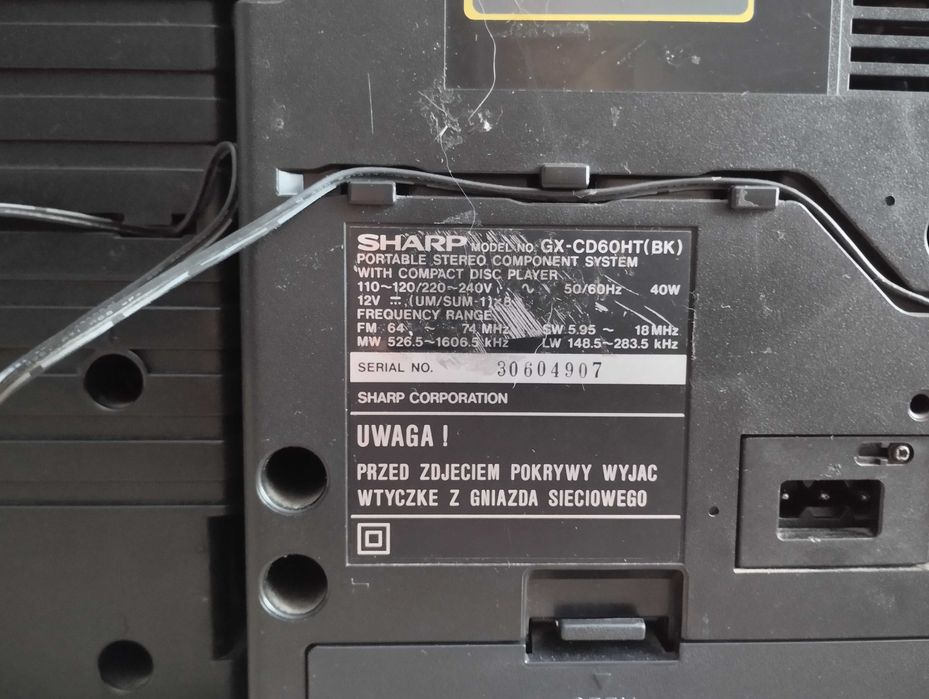 SHARP MODEL NO. GX-CD60HT(BK)
PORTABLE STEREO COMPONENT SYSTEM
WITH COMPACT DISC PLAYER
110~120/220~240V ~ 50/60Hz 40W
12V ⎓ (UM/SUM-1)×8
FREQUENCY RANGE
FM 64 ~ 74 MHz SW 5.95 ~ 18 MHz
MW 526.5~1606.5 kHz LW 148.5~283.5 kHz
SERIAL NO. 30604907
SHARP CORPORATION
UWAGA !
PRZED ZDJECIEM POKRYWY WYJAC
WTYCZKE Z GNIAZDA SIECIOWEGO